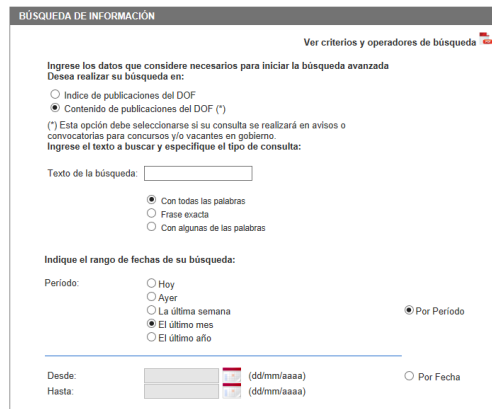 BÚSQUEDA DE INFORMACIÓN
Ver criterios y operadores de búsqueda
Ingrese los datos que considere necesarios para iniciar la búsqueda avanzada
Desea realizar su búsqueda en:
Indice de publicaciones del DOF
Contenido de publicaciones del DOF (*)
(*) Esta opción debe seleccionarse si su consulta se realizará en avisos o
convocatorias para concursos y/o vacantes en gobierno.
Ingrese el texto a buscar y especifique el tipo de consulta:
Texto de la búsqueda:
Con todas las palabras
Frase exacta
Con algunas de las palabras
Indique el rango de fechas de su búsqueda:
Período: Hoy
Ayer
La última semana Por Período
El último mes
El último año
Desde: (dd/mm/aaaa) Por Fecha
Hasta: (dd/mm/aaaa)